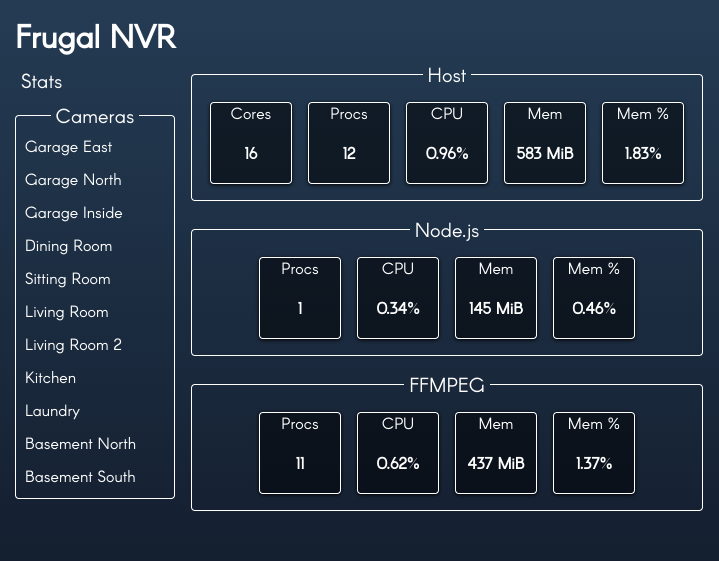 Frugal NVR
Stats
Cameras
Garage East
Garage North
Garage Inside
Dining Room
Sitting Room
Living Room
Living Room 2
Kitchen
Laundry
Basement North
Basement South
Host
Cores Procs CPU Mem Mem %
16 12 0.96% 583 MiB 1.83%
Node.js
Procs CPU Mem Mem %
1 0.34% 145 MiB 0.46%
FFMPEG
Procs CPU Mem Mem %
11 0.62% 437 MiB 1.37%